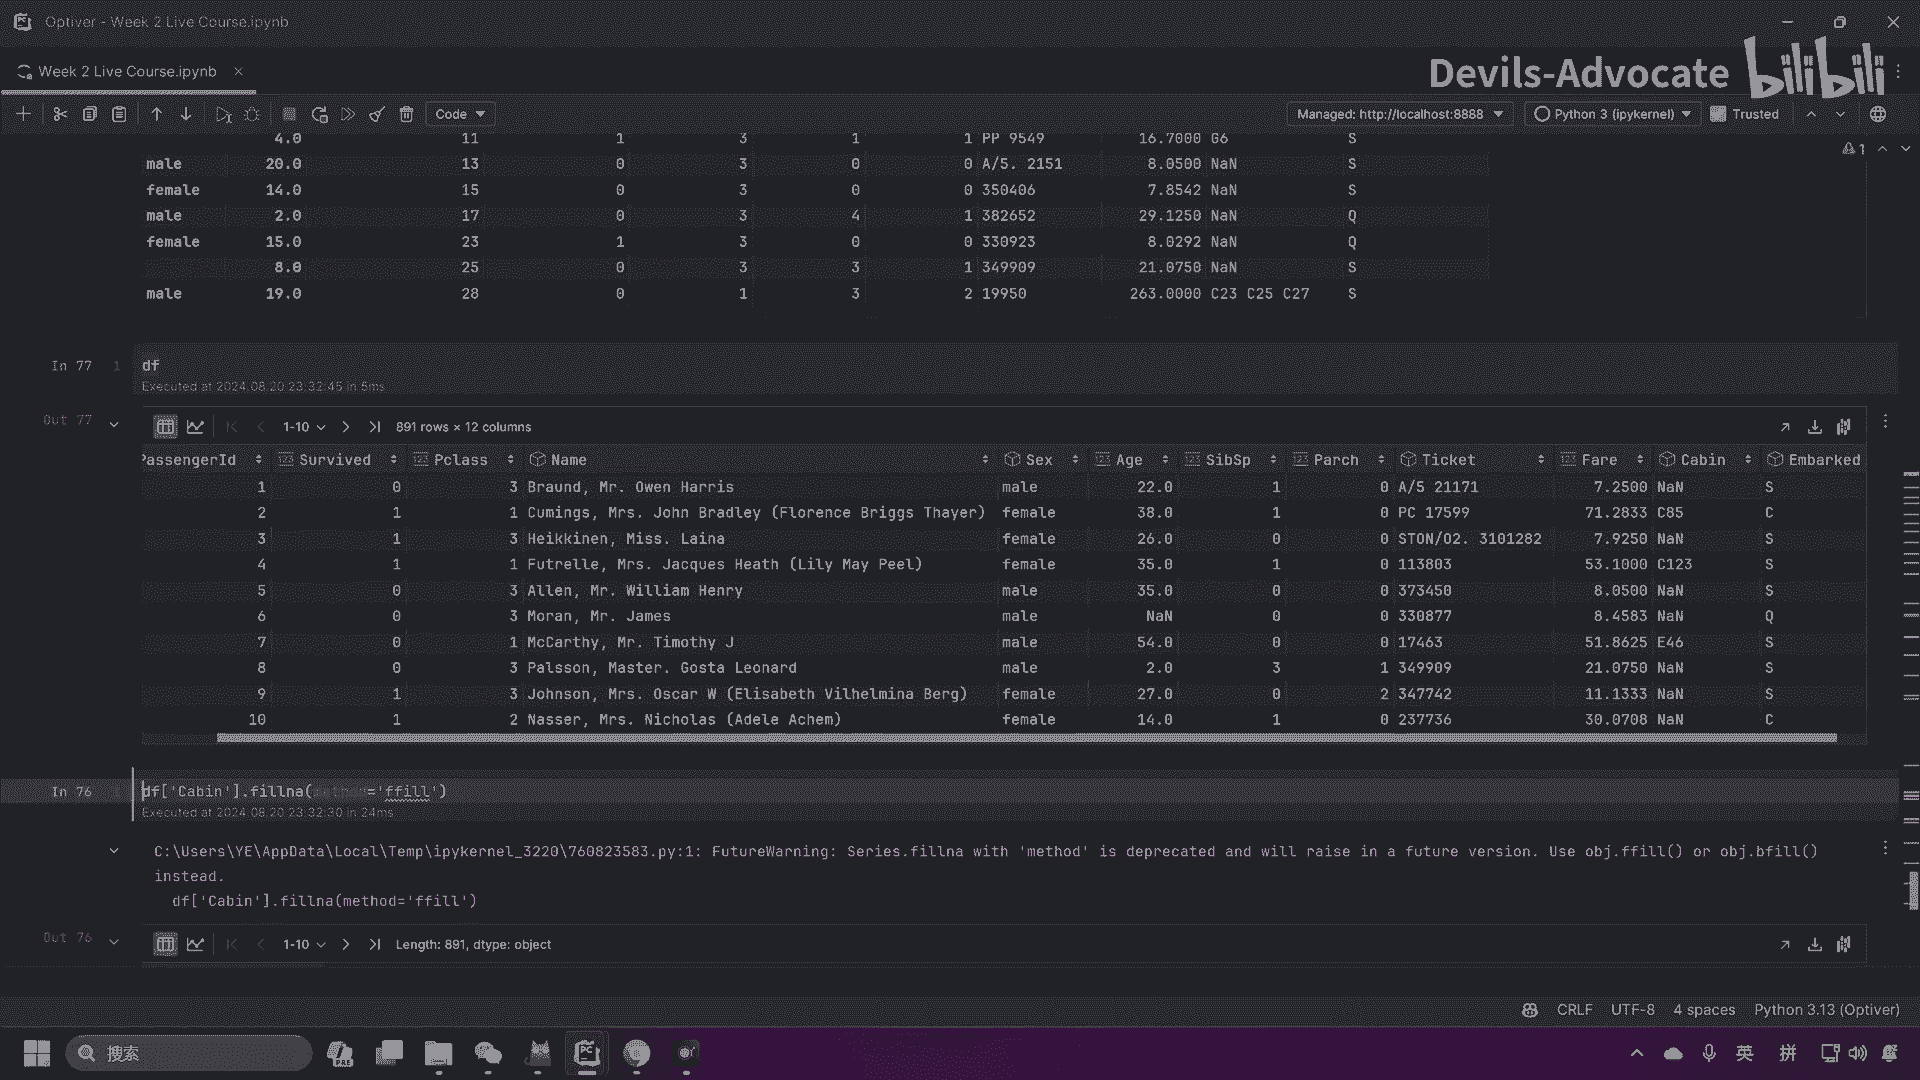 Optiver - Week 2 Live Course.ipynb
Week 2 Live Course.ipynb
Devils-Advocate bilibili
Code
Managed: http://localhost:8888
Python 3 (ipykernel)
Trusted
1
4.0 11 1 3 1 1 PP 9549 16.7000 G6 S
male 20.0 13 0 3 0 0 A/5. 2151 8.0500 NaN S
female 14.0 15 0 3 0 0 350406 7.8542 NaN S
male 2.0 17 0 3 4 1 382652 29.1250 NaN Q
female 15.0 23 1 3 0 0 330923 8.0292 NaN Q
8.0 25 0 3 3 1 349909 21.0750 NaN S
male 19.0 28 0 1 3 2 19950 263.0000 C23 C25 C27 S
In 77 1 df
Executed at 2024.08.20 23:32:45 in 5ms
Out 77
1-10 891 rows × 12 columns
PassengerId 123 Survived 123 Pclass Name Sex 123 Age 123 SibSp 123 Parch Ticket 123 Fare Cabin Embarked
1 0 3 Braund, Mr. Owen Harris male 22.0 1 0 A/5 21171 7.2500 NaN S
2 1 1 Cumings, Mrs. John Bradley (Florence Briggs Thayer) female 38.0 1 0 PC 17599 71.2833 C85 C
3 1 3 Heikkinen, Miss. Laina female 26.0 0 0 STON/O2. 3101282 7.9250 NaN S
4 1 1 Futrelle, Mrs. Jacques Heath (Lily May Peel) female 35.0 1 0 113803 53.1000 C123 S
5 0 3 Allen, Mr. William Henry male 35.0 0 0 373450 8.0500 NaN S
6 0 3 Moran, Mr. James male NaN 0 0 330877 8.4583 NaN Q
7 0 1 McCarthy, Mr. Timothy J male 54.0 0 0 17463 51.8625 E46 S
8 0 3 Palsson, Master. Gosta Leonard male 2.0 3 1 349909 21.0750 NaN S
9 1 3 Johnson, Mrs. Oscar W (Elisabeth Vilhelmina Berg) female 27.0 0 2 347742 11.1333 NaN S
10 1 2 Nasser, Mrs. Nicholas (Adele Achem) female 14.0 1 0 237736 30.0708 NaN C
In 76 1 df['Cabin'].fillna(method='ffill')
Executed at 2024.08.20 23:32:30 in 24ms
C:\Users\YE\AppData\Local\Temp\ipykernel_3220\760823583.py:1: FutureWarning: Series.fillna with 'method' is deprecated and will raise in a future version. Use obj.ffill() or obj.bfill()
instead.
df['Cabin'].fillna(method='ffill')
Out 76
1-10 Length: 891, dtype: object
CRLF UTF-8 4 spaces Python 3.13 (Optiver)
搜索
PRE
PC
英
拼